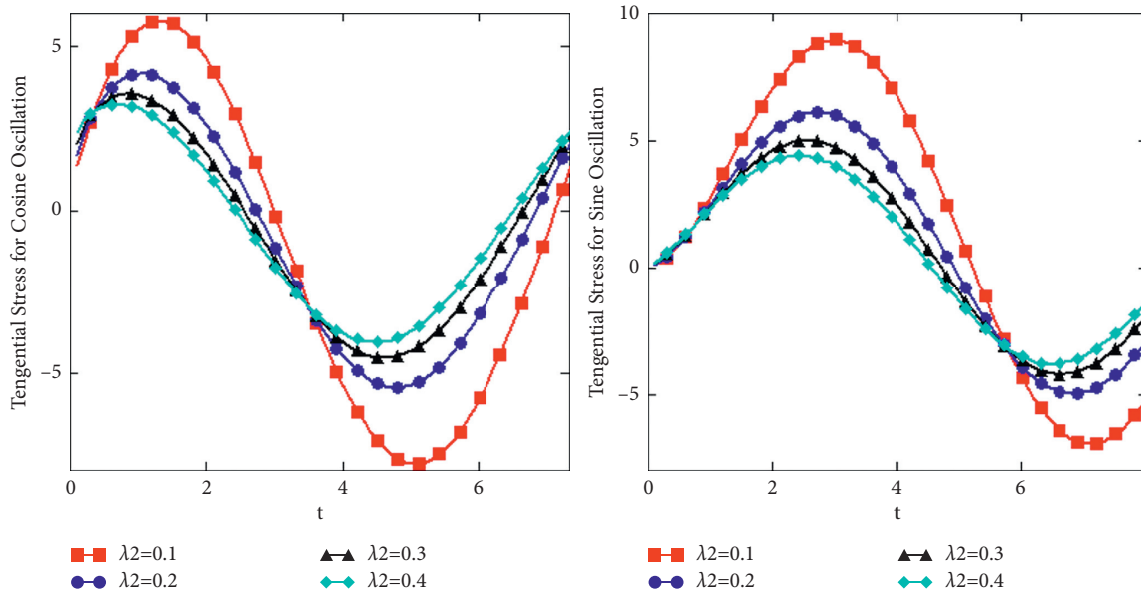 Tengential Stress for Cosine Oscillation
5
0
−5
0
2
4
6
t
λ2=0.1
λ2=0.2
λ2=0.3
λ2=0.4
Tengential Stress for Sine Oscillation
10
5
0
−5
0
2
4
6
t
λ2=0.1
λ2=0.2
λ2=0.3
λ2=0.4